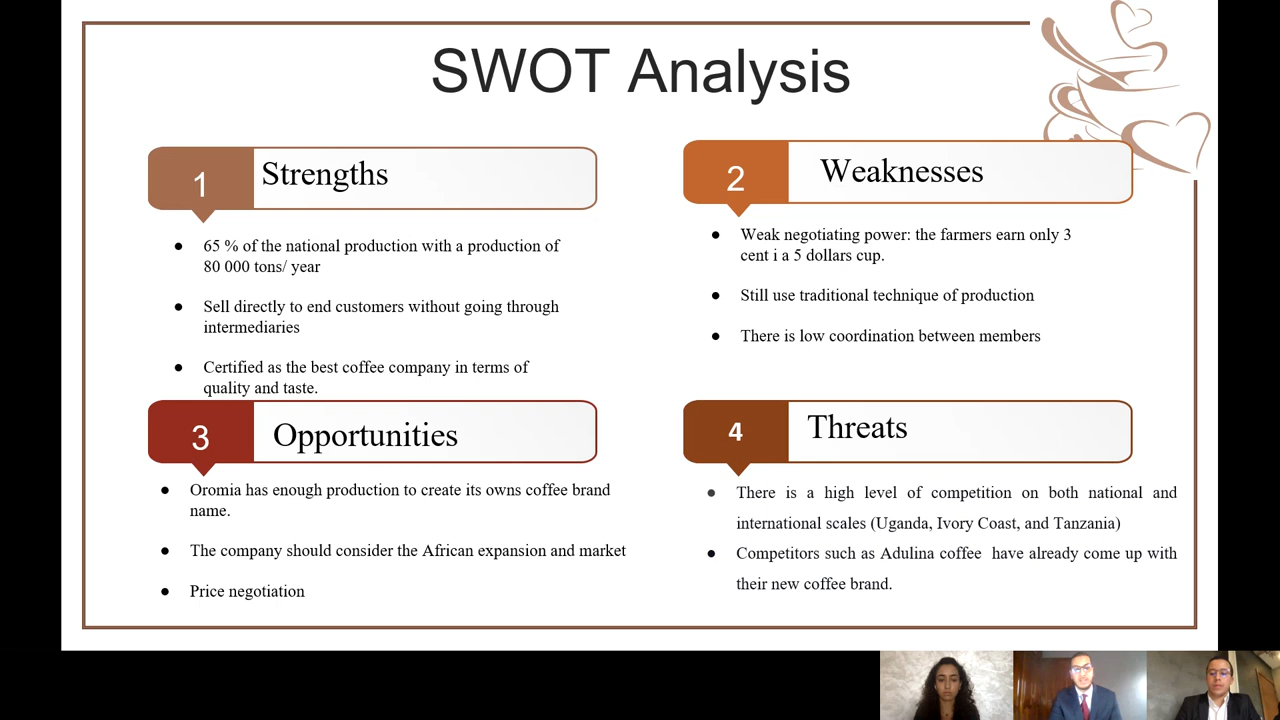 SWOT Analysis
1
Strengths
● 65 % of the national production with a production of
80 000 tons/ year
● Sell directly to end customers without going through
intermediaries
● Certified as the best coffee company in terms of
quality and taste.
2
Weaknesses
● Weak negotiating power: the farmers earn only 3
cent i a 5 dollars cup.
● Still use traditional technique of production
● There is low coordination between members
3
Opportunities
● Oromia has enough production to create its owns coffee brand
name.
● The company should consider the African expansion and market
● Price negotiation
4
Threats
● There is a high level of competition on both national and
international scales (Uganda, Ivory Coast, and Tanzania)
● Competitors such as Adulina coffee have already come up with
their new coffee brand.